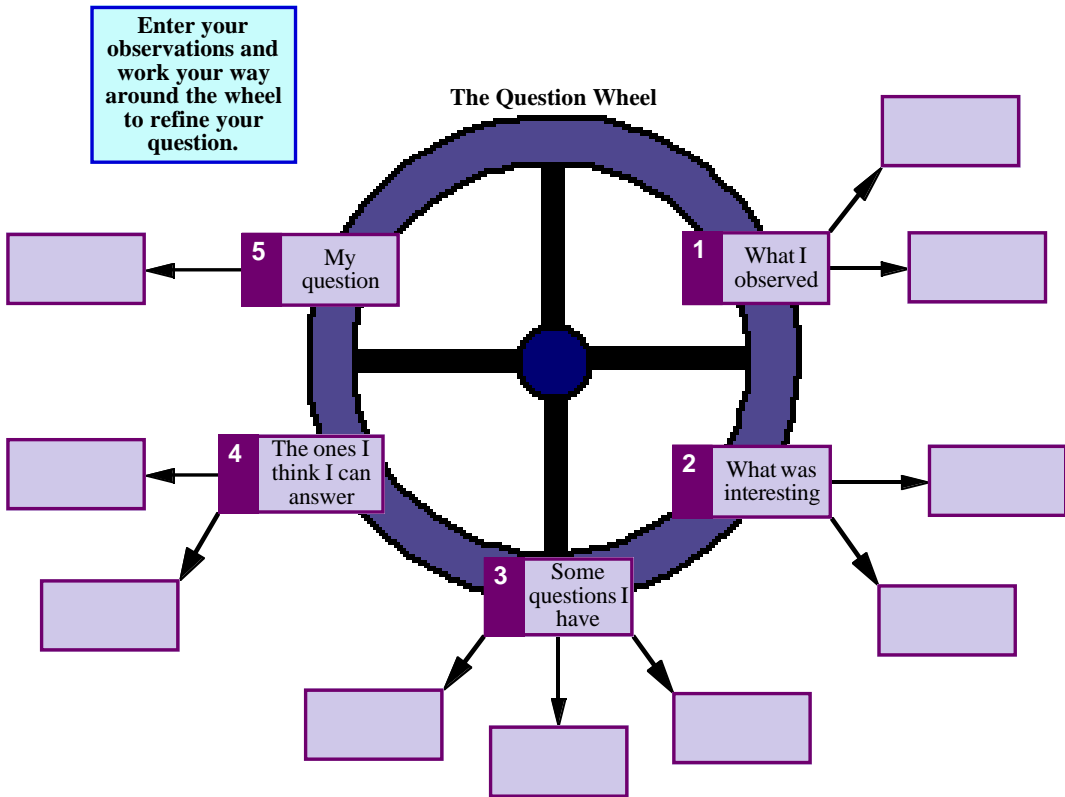 Enter your
observations and
work your way
around the wheel
to refine your
question.
The Question Wheel
1
What I
observed
2
What was
interesting
3
Some
questions I
have
4
The ones I
think I can
answer
5
My
question